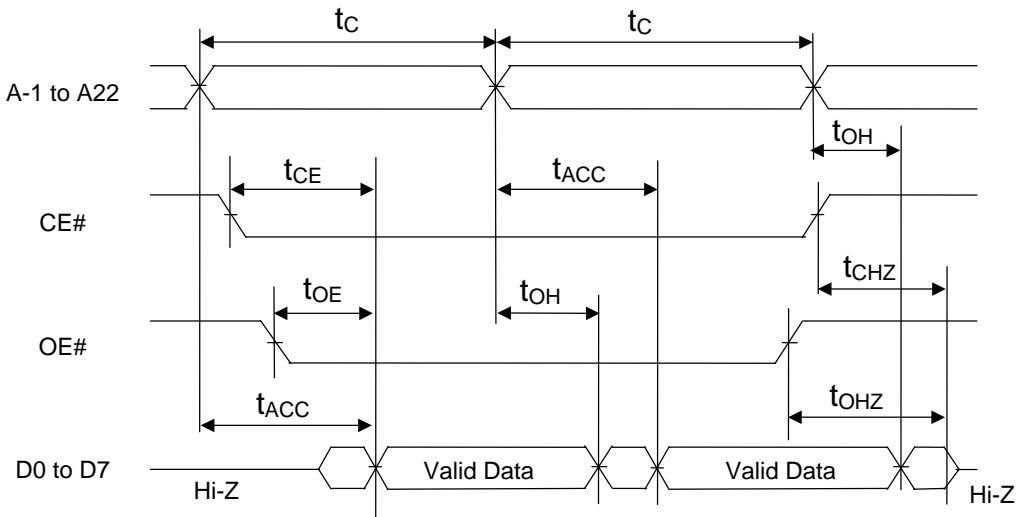 tC tC
A-1 to A22
tOH
tCE tACC
CE#
tCHZ
tOE tOH
OE#
tACC tOHZ
D0 to D7 Valid Data Valid Data
Hi-Z Hi-Z